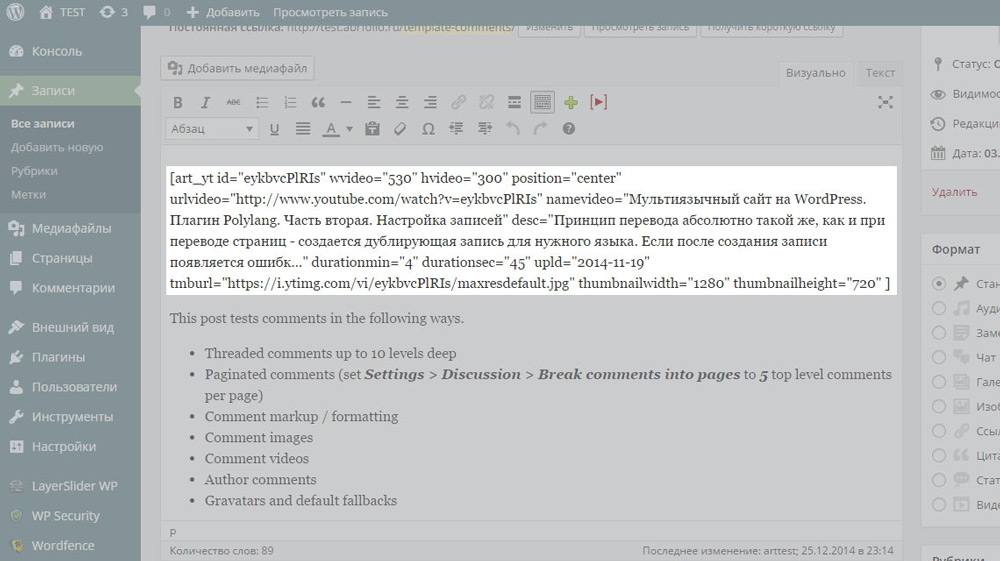 TEST 3 0 Добавить Просмотреть запись
Консоль
Записи
Все записи
Добавить новую
Рубрики
Метки
Медиафайлы
Страницы
Комментарии
Внешний вид
Плагины
Пользователи
Инструменты
Настройки
LayerSlider WP
WP Security
Wordfence
Постоянная ссылка: http://test.abrfolio.ru/template-comments/ Изменить Просмотреть запись Получить короткую ссылку
Добавить медиафайл
Визуально Текст
B I ABC
Абзац U A Ω ?
[art_yt id="eykbvcPlRIs" wvideo="530" hvideo="300" position="center"
urlvideo="http://www.youtube.com/watch?v=eykbvcPlRIs" namevideo="Мультиязычный сайт на WordPress.
Плагин Polylang. Часть вторая. Настройка записей" desc="Принцип перевода абсолютно такой же, как и при
переводе страниц - создается дублирующая запись для нужного языка. Если после создания записи
появляется ошибк..." durationmin="4" durationsec="45" upld="2014-11-19"
tmburl="https://i.ytimg.com/vi/eykbvcPlRIs/maxresdefault.jpg" thumbnailwidth="1280" thumbnailheight="720" ]
This post tests comments in the following ways.
Threaded comments up to 10 levels deep
Paginated comments (set Settings > Discussion > Break comments into pages to 5 top level comments
per page)
Comment markup / formatting
Comment images
Comment videos
Author comments
Gravatars and default fallbacks
p
Количество слов: 89 Последнее изменение: arttest; 25.12.2014 в 23:14
Статус: О
Видимос
Редакци
Дата: 03.
Удалить
Формат
Стан
Ауди
Заме
Чат
Гале
Изоб
Ссыл
Цита
Стат
Виде
Рубрики